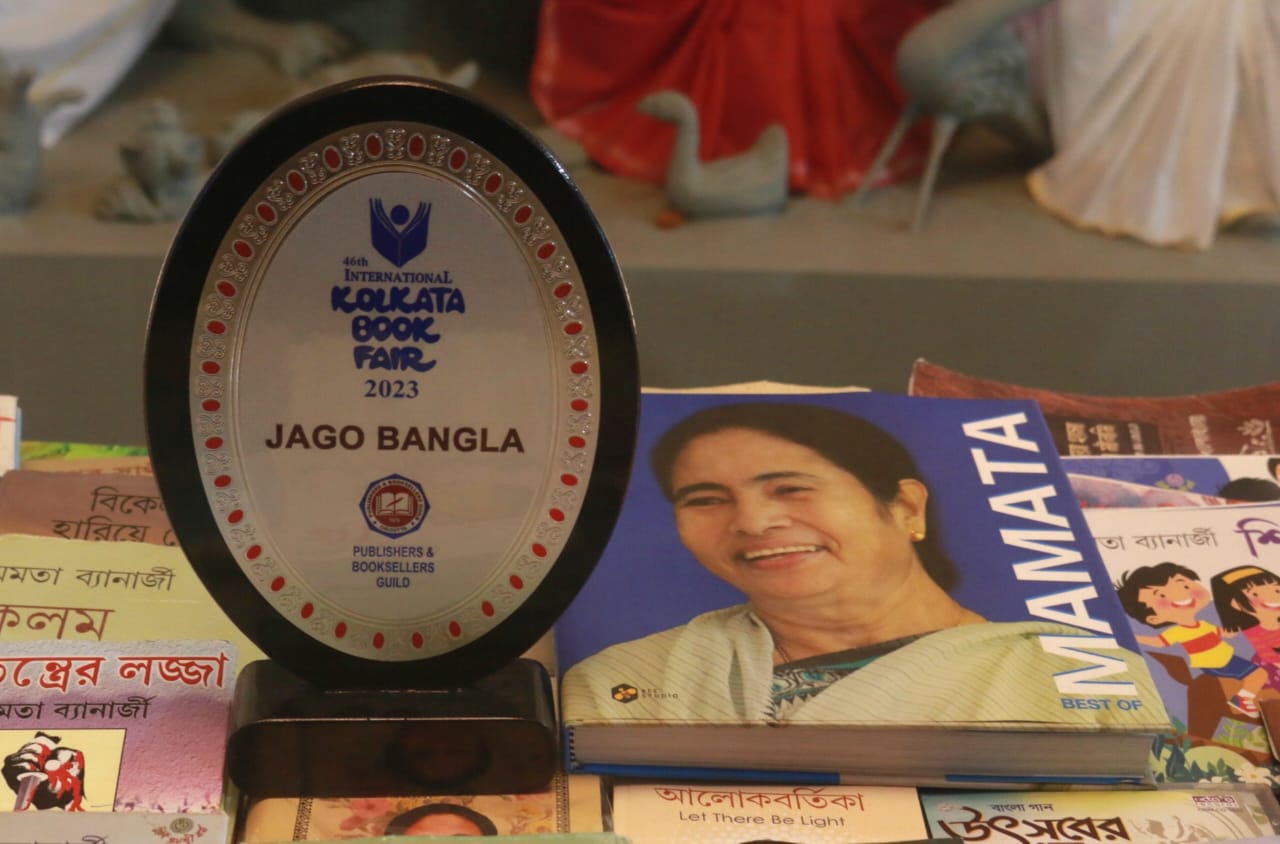 46th
INTERNATIONAL
KOLKATA
BOOK
FAIR
2023
JAGO BANGLA
PUBLISHERS &
BOOKSELLERS
GUILD
BEST OF
MAMATA
হারিয়ে
মমতা ব্যানার্জী
কলম
লজ্জা
ব্যানার্জী
ব্যানার্জি
আলোকবর্তিকা
Let There Be Light
বাংলা গান
উৎসবের